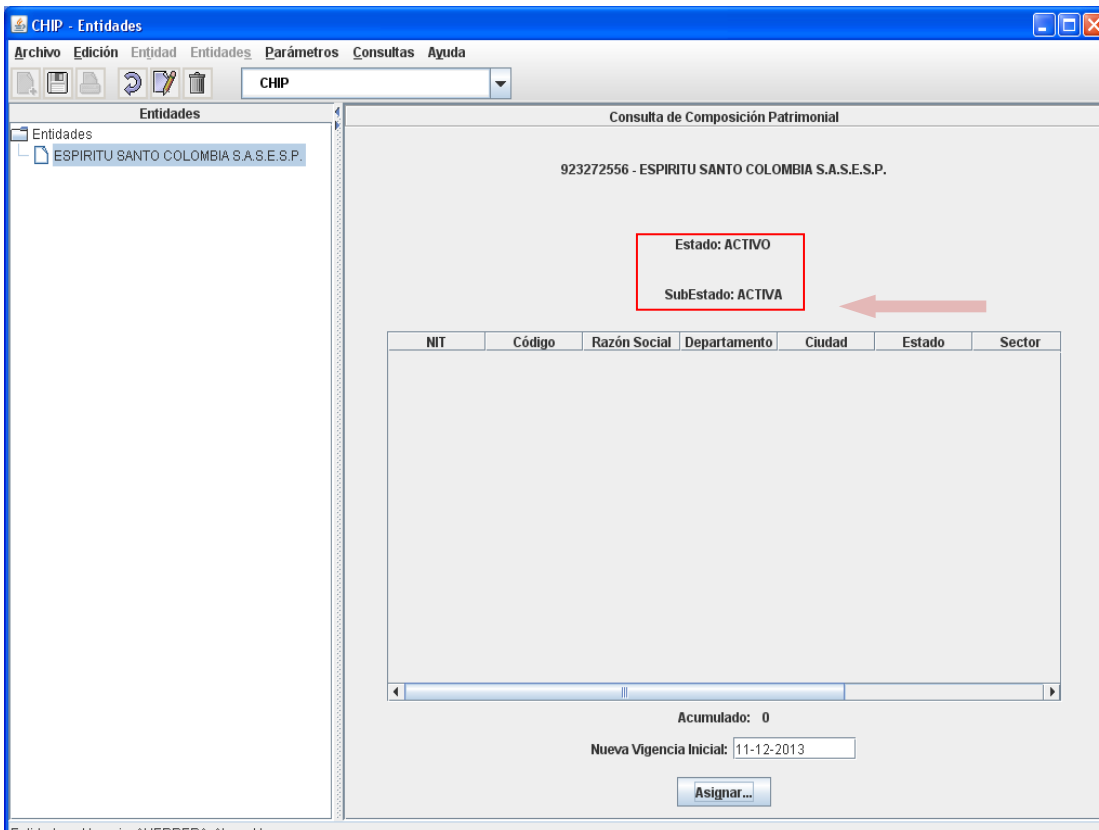 CHIP - Entidades
Archivo Edición Entidad Entidades Parámetros Consultas Ayuda
CHIP
Entidades
Entidades
ESPIRITU SANTO COLOMBIA S.A.S.E.S.P.
Consulta de Composición Patrimonial
923272556 - ESPIRITU SANTO COLOMBIA S.A.S.E.S.P.
Estado: ACTIVO
SubEstado: ACTIVA
NIT Código Razón Social Departamento Ciudad Estado Sector
Acumulado: 0
Nueva Vigencia Inicial: 11-12-2013
Asignar...